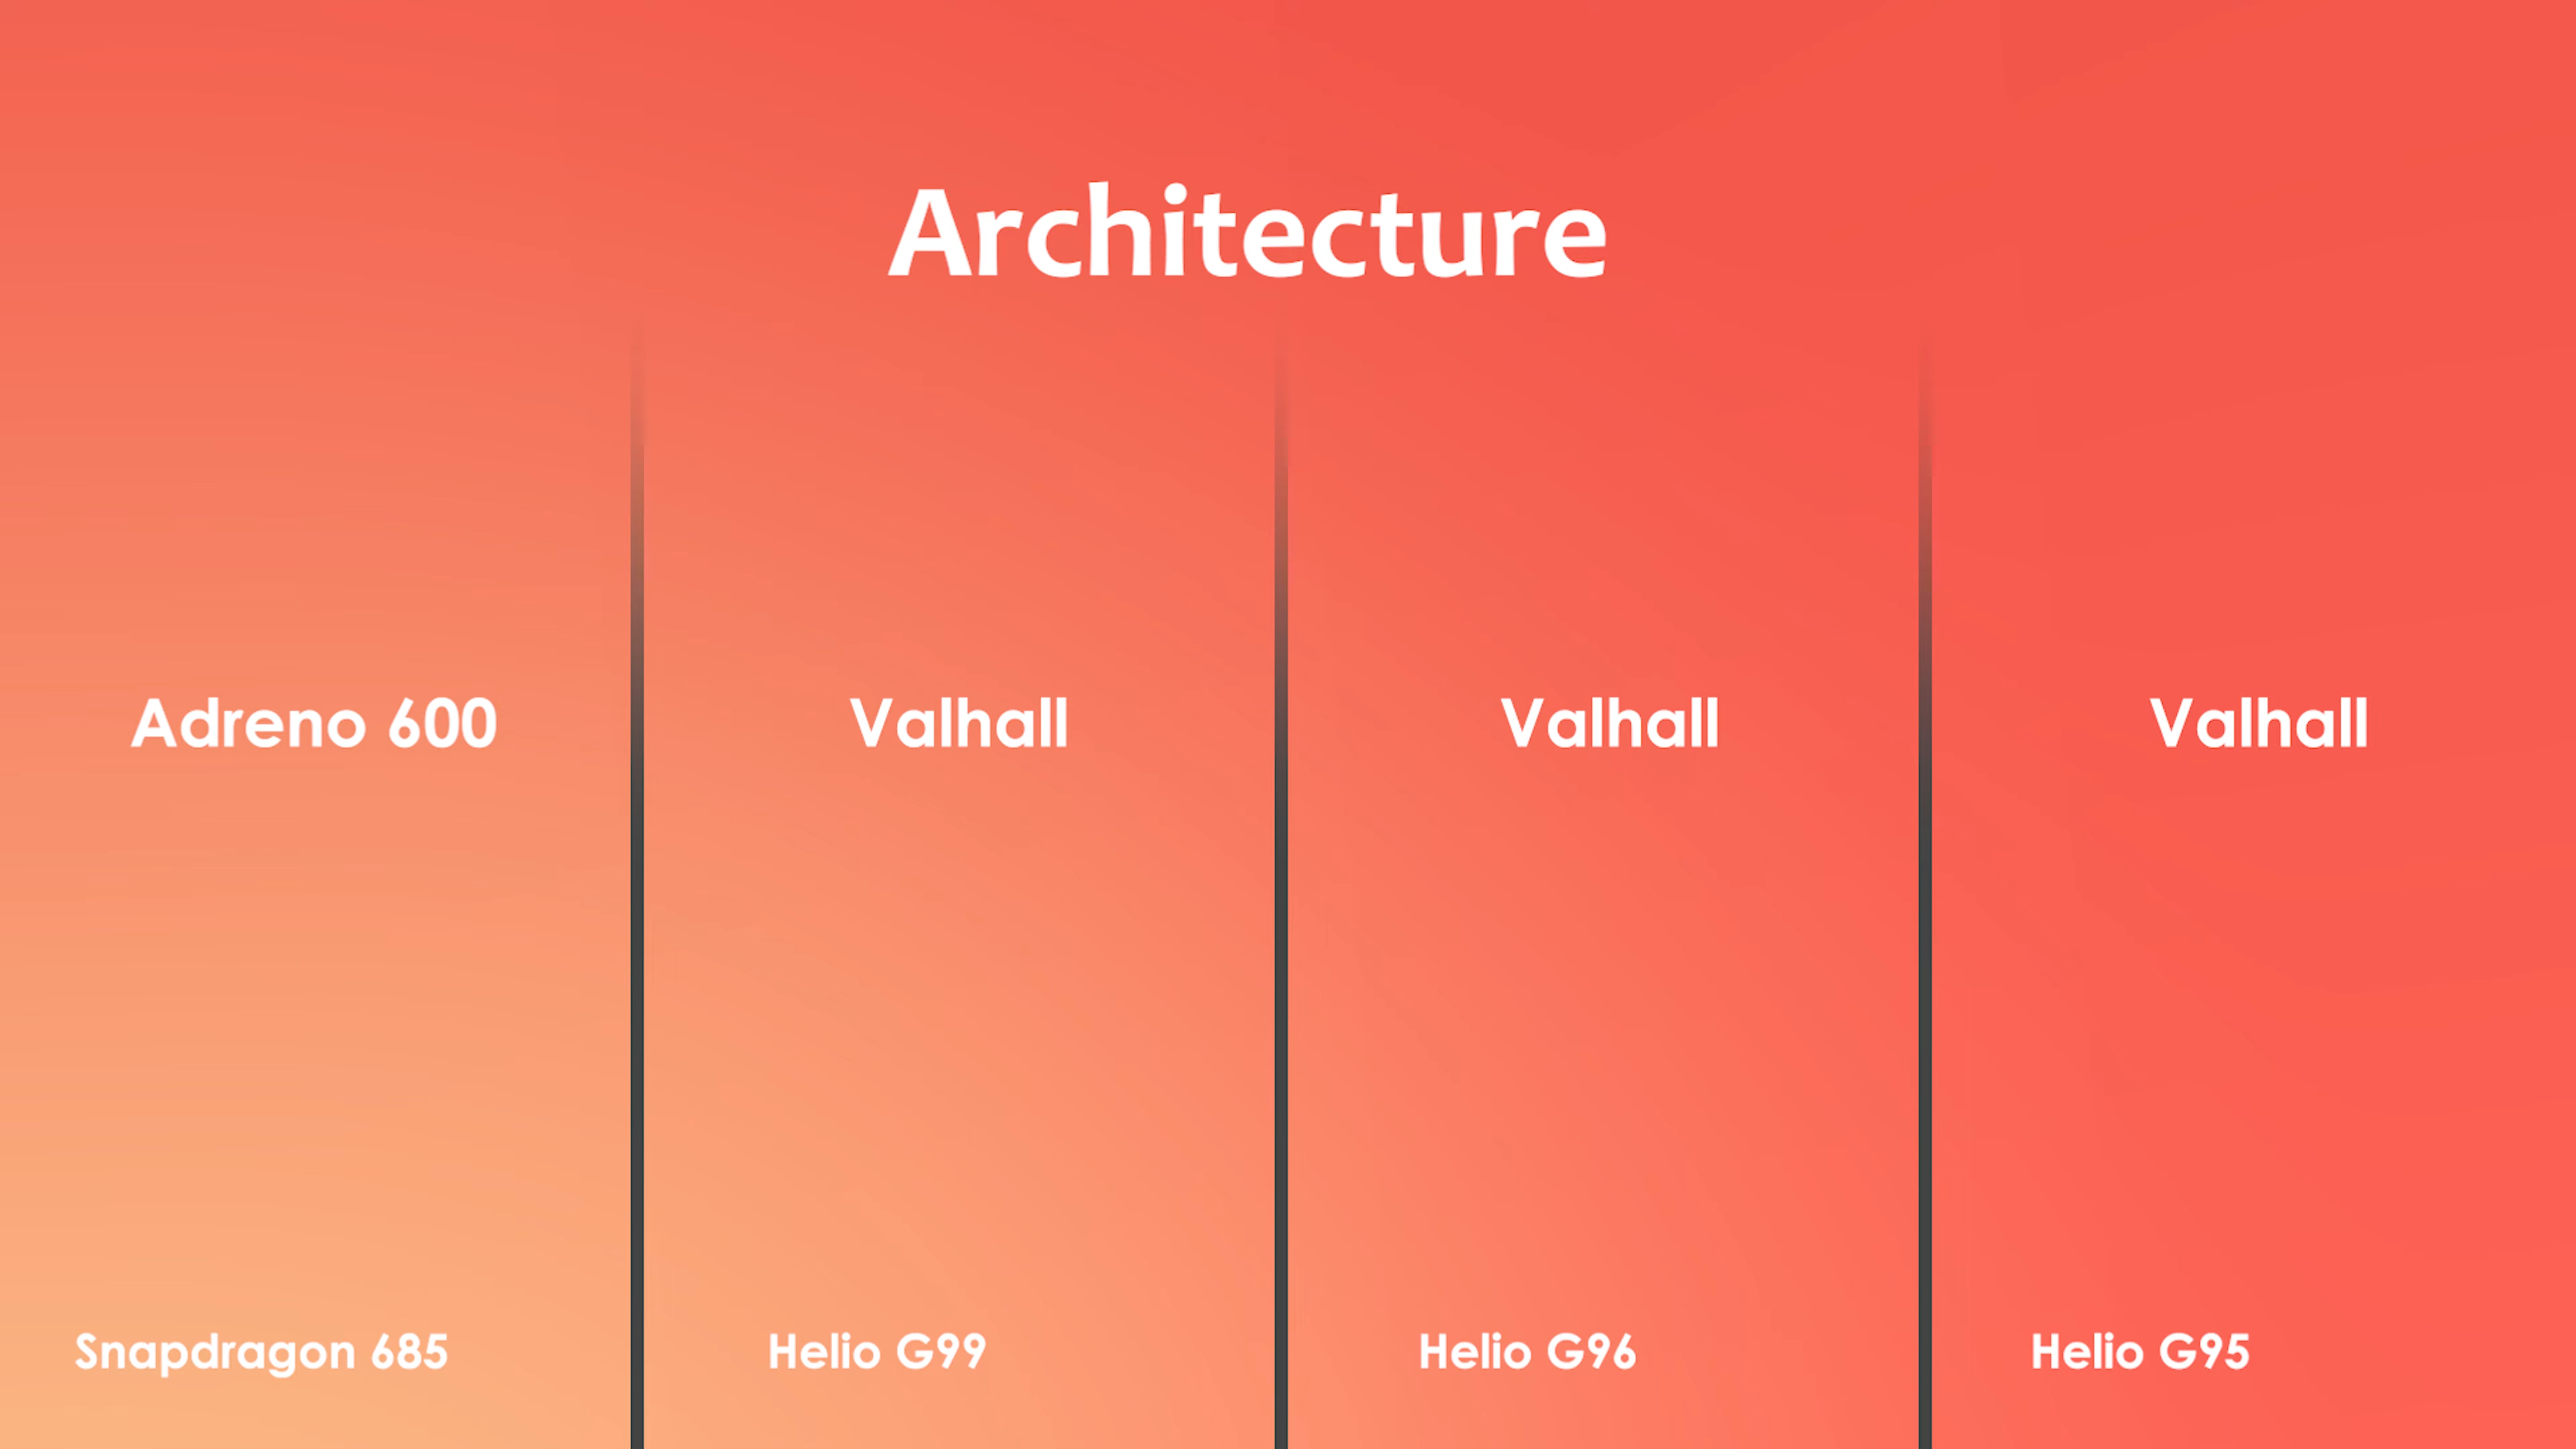 Architecture
Adreno 600
Valhall
Valhall
Valhall
Snapdragon 685
Helio G99
Helio G96
Helio G95